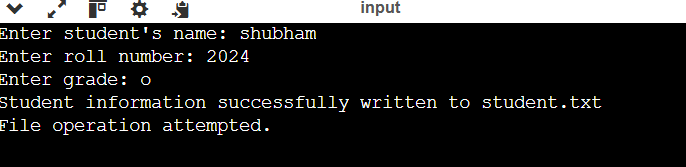 input
Enter student's name: shubham
Enter roll number: 2024
Enter grade: o
Student information successfully written to student.txt
File operation attempted.